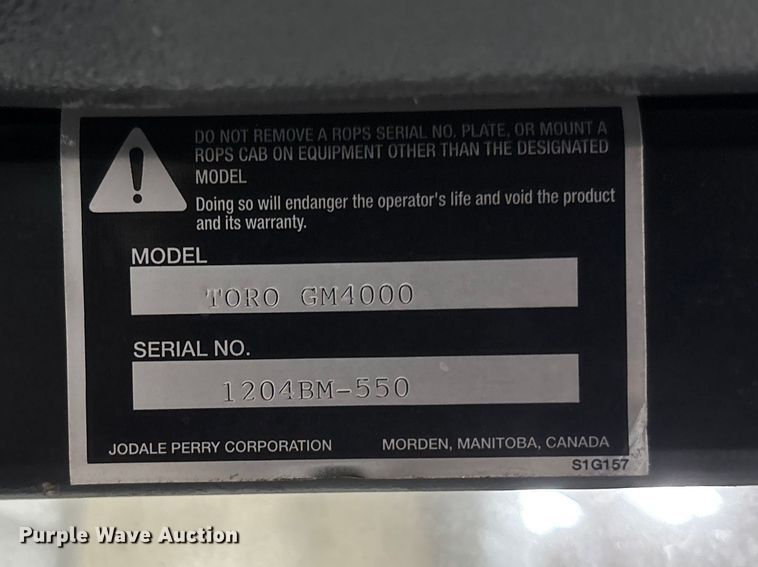 DO NOT REMOVE A ROPS SERIAL NO. PLATE, OR MOUNT A
ROPS CAB ON EQUIPMENT OTHER THAN THE DESIGNATED
MODEL
Doing so will endanger the operator's life and void the product
and its warranty.
MODEL
TORO GM4000
SERIAL NO.
1204BM-550
JODALE PERRY CORPORATION MORDEN, MANITOBA, CANADA
S1G157
Purple Wave Auction